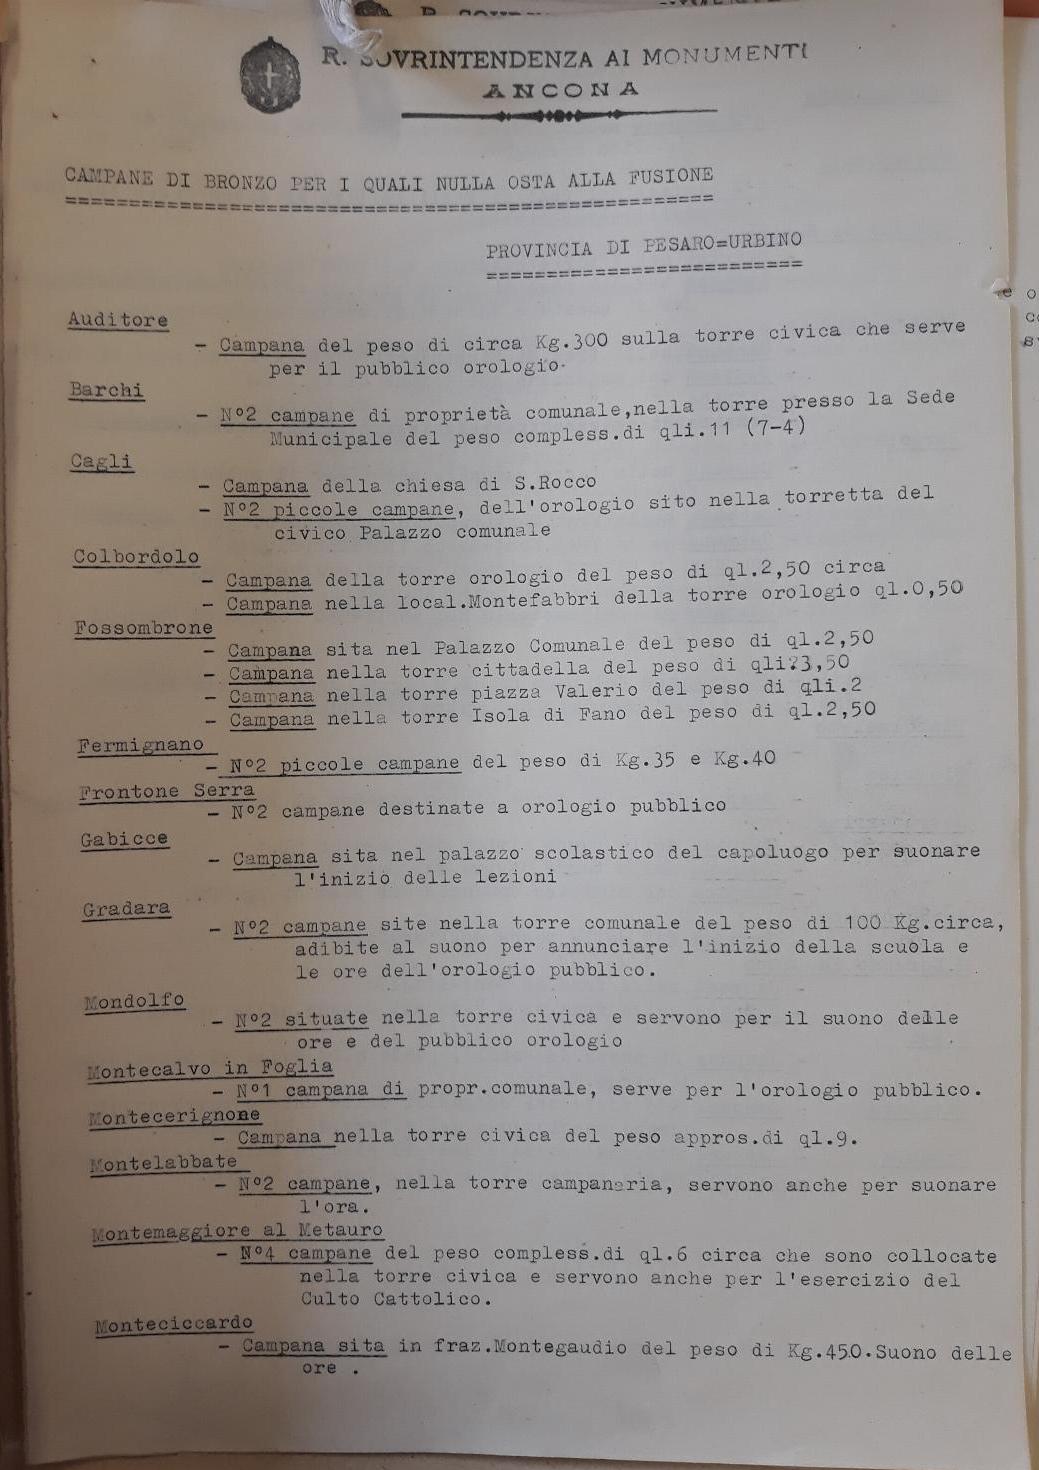 R. SOVRINTENDENZA AI MONUMENTI
ANCONA
CAMPANE DI BRONZO PER I QUALI NULLA OSTA ALLA FUSIONE
=====================================================
PROVINCIA DI PESARO=URBINO
==========================
Auditore
- Campana del peso di circa Kg.300 sulla torre civica che serve
per il pubblico orologio.
Barchi
- N°2 campane di proprietà comunale,nella torre presso la Sede
Municipale del peso compless.di qli.11 (7-4)
Cagli
- Campana della chiesa di S.Rocco
- N°2 piccole campane, dell'orologio sito nella torretta del
civico Palazzo comunale
Colbordolo
- Campana della torre orologio del peso di ql.2,50 circa
- Campana nella local.Montefabbri della torre orologio ql.0,50
Fossombrone
- Campana sita nel Palazzo Comunale del peso di ql.2,50
- Campana nella torre cittadella del peso di qli?3,50
- Campana nella torre piazza Valerio del peso di qli.2
- Campana nella torre Isola di Fano del peso di ql.2,50
Fermignano
- N°2 piccole campane del peso di Kg.35 e Kg.40
Frontone Serra
- N°2 campane destinate a orologio pubblico
Gabicce
- Campana sita nel palazzo scolastico del capoluogo per suonare
l'inizio delle lezioni
Gradara
- N°2 campane site nella torre comunale del peso di 100 Kg.circa,
adibite al suono per annunciare l'inizio della scuola e
le ore dell'orologio pubblico.
Mondolfo
- N°2 situate nella torre civica e servono per il suono delle
ore e del pubblico orologio
Montecalvo in Foglia
- N°1 campana di propr.comunale, serve per l'orologio pubblico.
Montecerignone
- Campana nella torre civica del peso appros.di ql.9.
Montelabbate
- N°2 campane, nella torre campanaria, servono anche per suonare
l'ora.
Montemaggiore al Metauro
- N°4 campane del peso compless.di ql.6 circa che sono collocate
nella torre civica e servono anche per l'esercizio del
Culto Cattolico.
Monteciccardo
- Campana sita in fraz.Montegaudio del peso di Kg.450.Suono delle
ore .